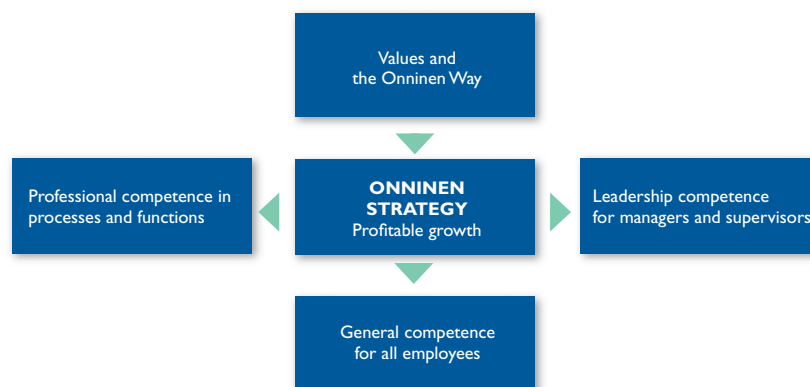 Values and
the Onninen Way
Professional competence in
processes and functions
ONNINEN
STRATEGY
Profitable growth
Leadership competence
for managers and supervisors
General competence
for all employees